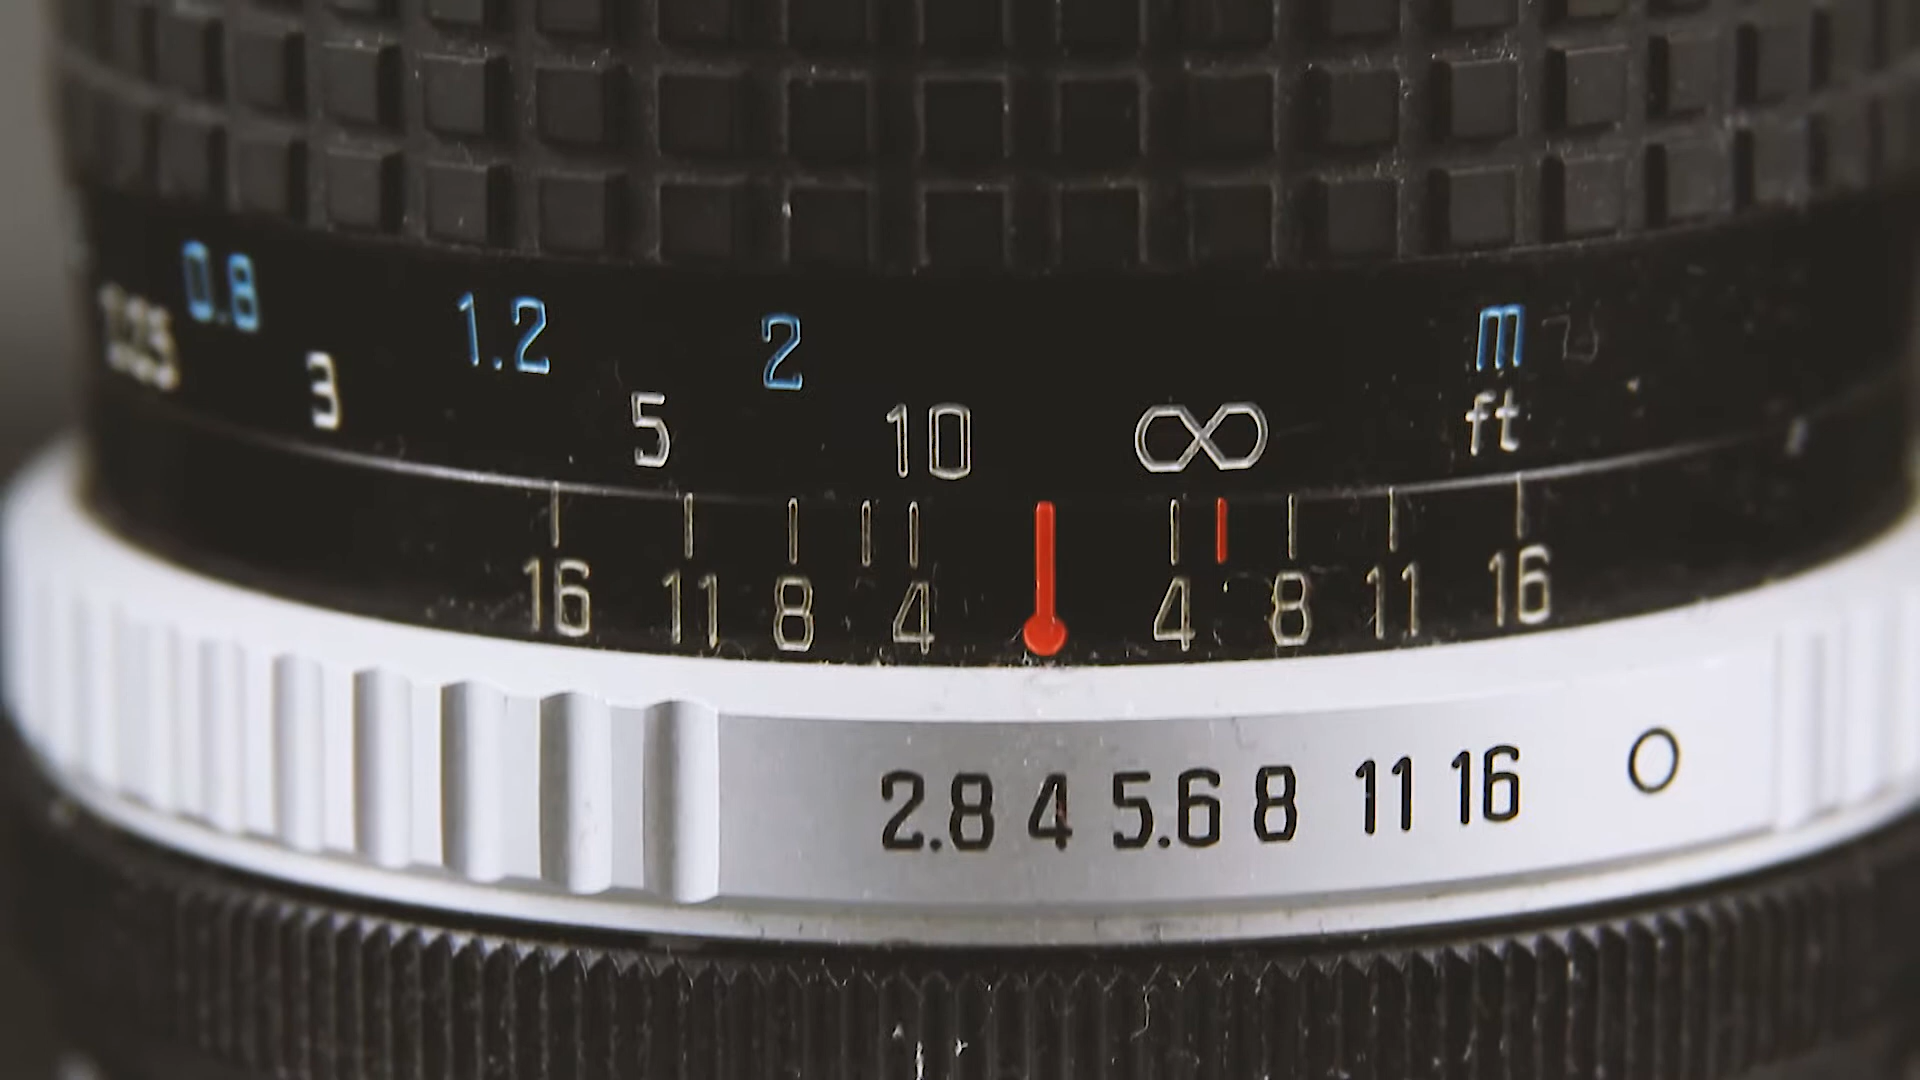 0.8 1.2 2 m
3 5 10 ∞ ft
16 11 8 4 4 8 11 16
2.8 4 5.6 8 11 16 O